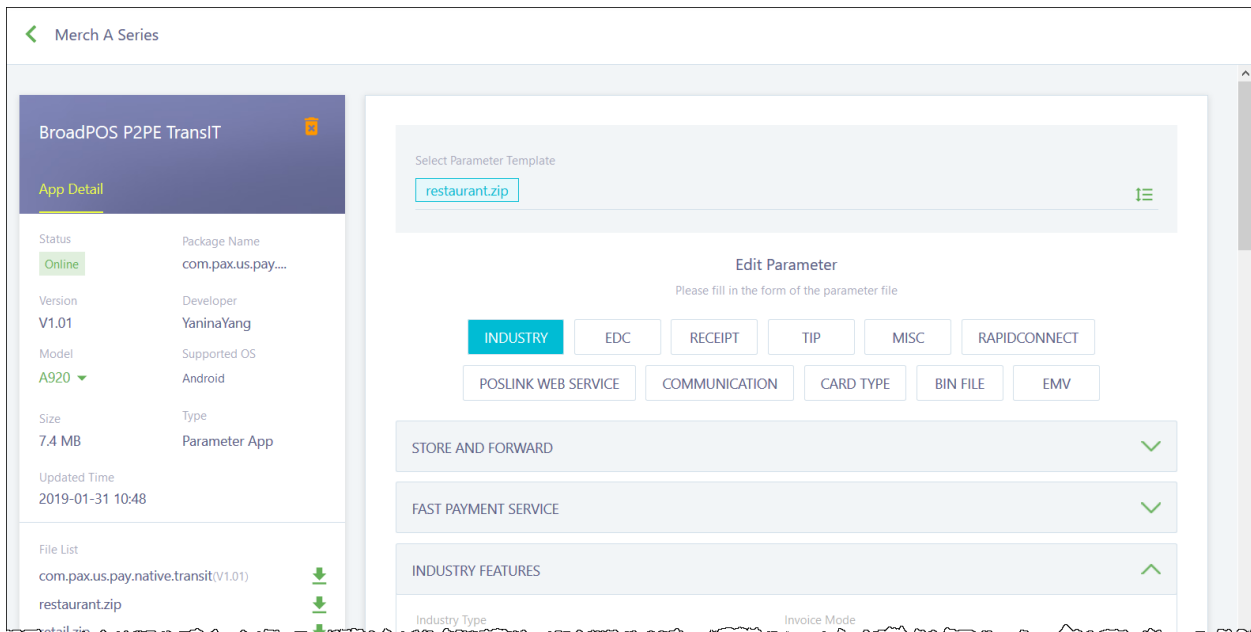 Merch A Series
BroadPOS P2PE TransIT
App Detail
Status
Package Name
Online
com.pax.us.pay....
Version
Developer
V1.01
YaninaYang
Model
Supported OS
A920
Android
Size
Type
7.4 MB
Parameter App
Updated Time
2019-01-31 10:48
File List
com.pax.us.pay.native.transit(V1.01)
restaurant.zip
retail.zip
Select Parameter Template
restaurant.zip
Edit Parameter
Please fill in the form of the parameter file
INDUSTRY EDC RECEIPT TIP MISC RAPIDCONNECT
POSLINK WEB SERVICE COMMUNICATION CARD TYPE BIN FILE EMV
STORE AND FORWARD
FAST PAYMENT SERVICE
INDUSTRY FEATURES
Industry Type
Invoice Mode